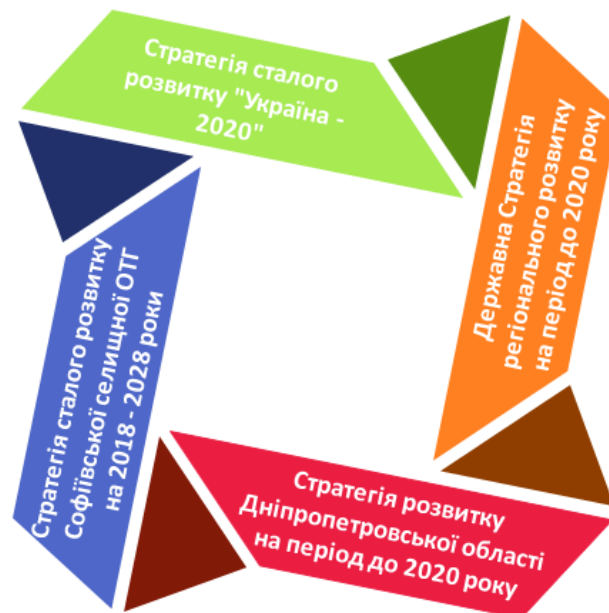 Стратегія сталого
розвитку "Україна -
2020"
Державна Стратегія
регіонального розвитку
на період до 2020 року
Стратегія розвитку
Дніпропетровської області
на період до 2020 року
Стратегія сталого розвитку
Софіївської селищної ОТГ
на 2018 - 2028 роки